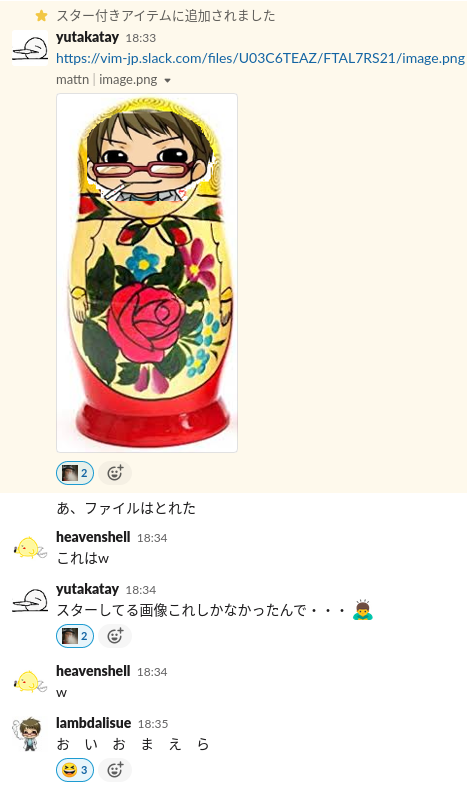 スター付きアイテムに追加されました
yutakatay 18:33
https://vim-jp.slack.com/files/U03C6TEAZ/FTAL7RS21/image.png
mattn | image.png
2
あ、ファイルはとれた
heavenshell 18:34
これはw
yutakatay 18:34
スターしてる画像これしかなかったんで・・・
2
heavenshell 18:34
w
lambdalisue 18:35
お　い　お　ま　え　ら
3